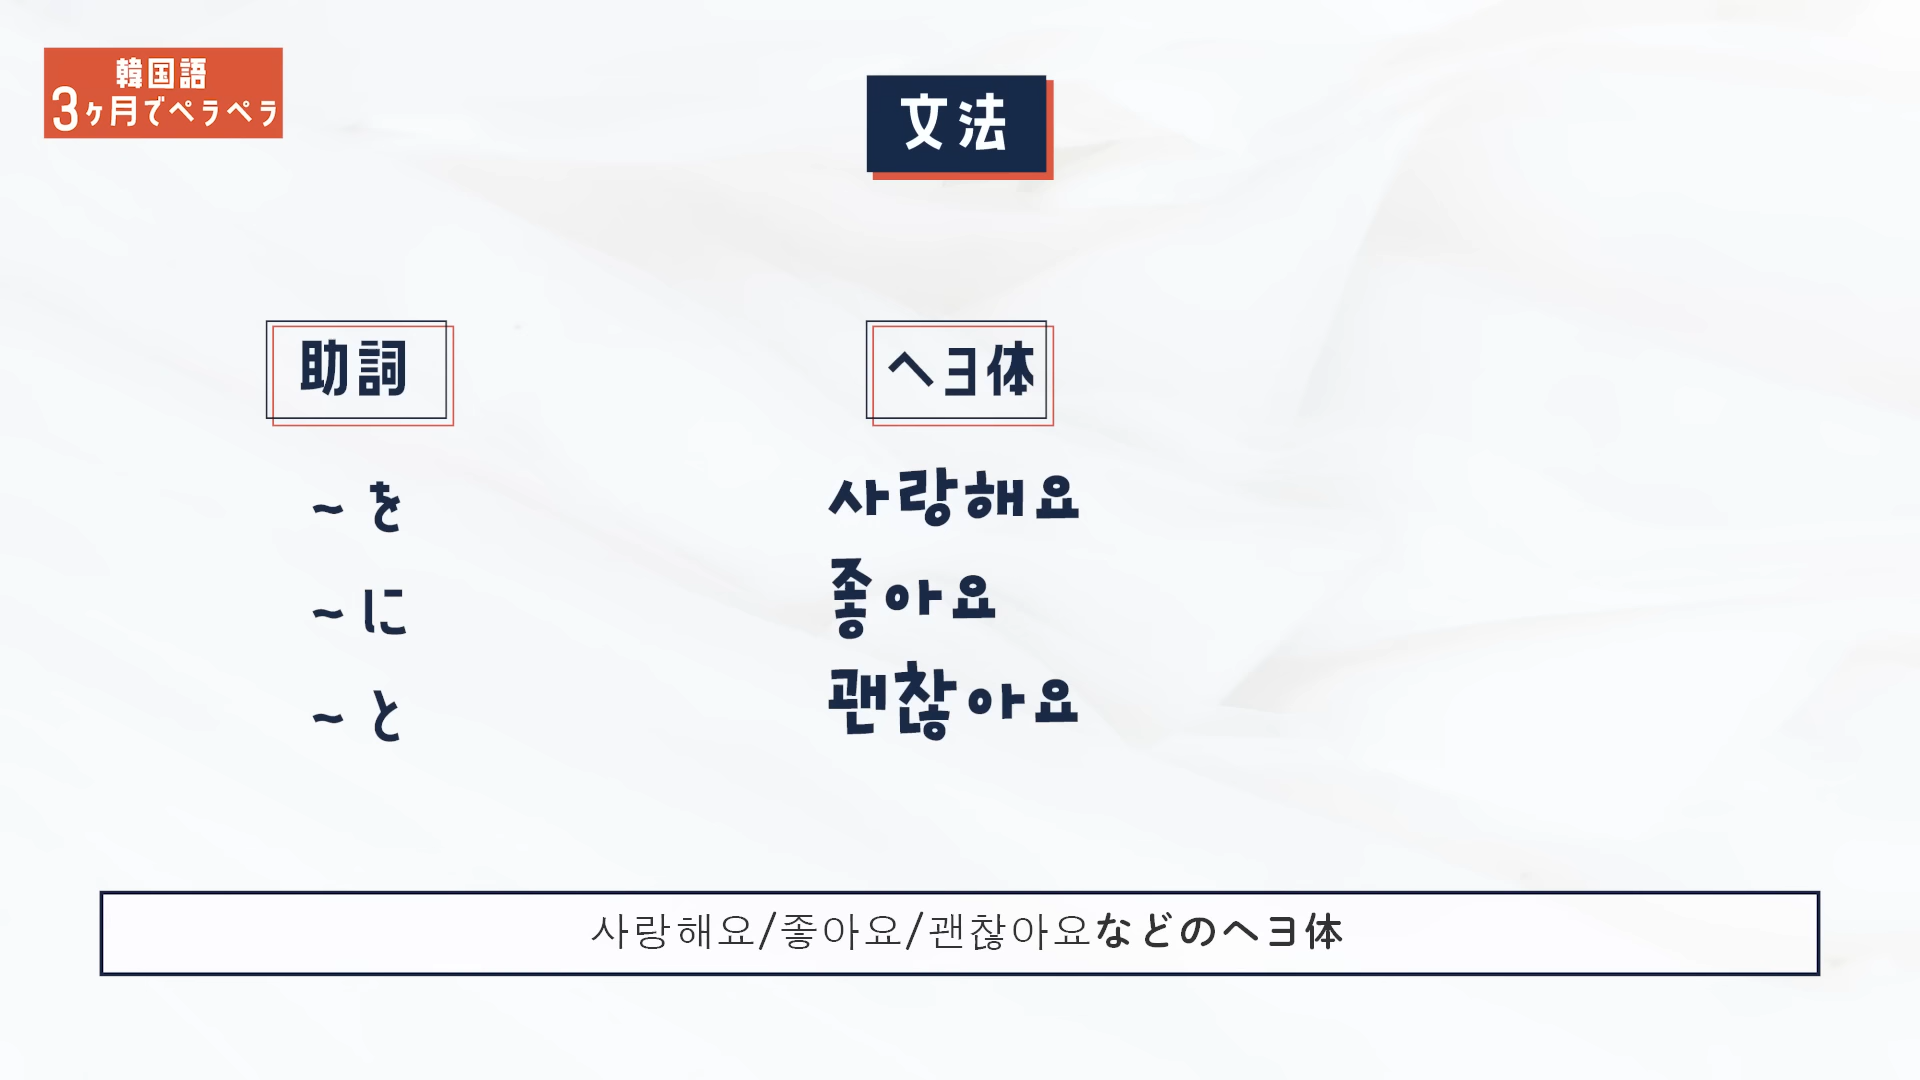 韓国語
3ヶ月でペラペラ
文法
助詞
~を
~に
~と
ヘヨ体
사랑해요
좋아요
괜찮아요
사랑해요/좋아요/괜찮아요などのヘヨ体